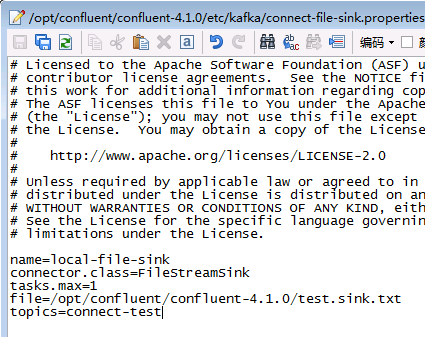 /opt/confluent/confluent-4.1.0/etc/kafka/connect-file-sink.properties
编码
# Licensed to the Apache Software Foundation (ASF) u
# contributor license agreements.  See the NOTICE fi
# this work for additional information regarding cop
# The ASF licenses this file to You under the Apache
# (the "License"); you may not use this file except
# the License.  You may obtain a copy of the License
#
#    http://www.apache.org/licenses/LICENSE-2.0
#
# Unless required by applicable law or agreed to in
# distributed under the License is distributed on an
# WITHOUT WARRANTIES OR CONDITIONS OF ANY KIND, eith
# See the License for the specific language governin
# limitations under the License.
name=local-file-sink
connector.class=FileStreamSink
tasks.max=1
file=/opt/confluent/confluent-4.1.0/test.sink.txt
topics=connect-test